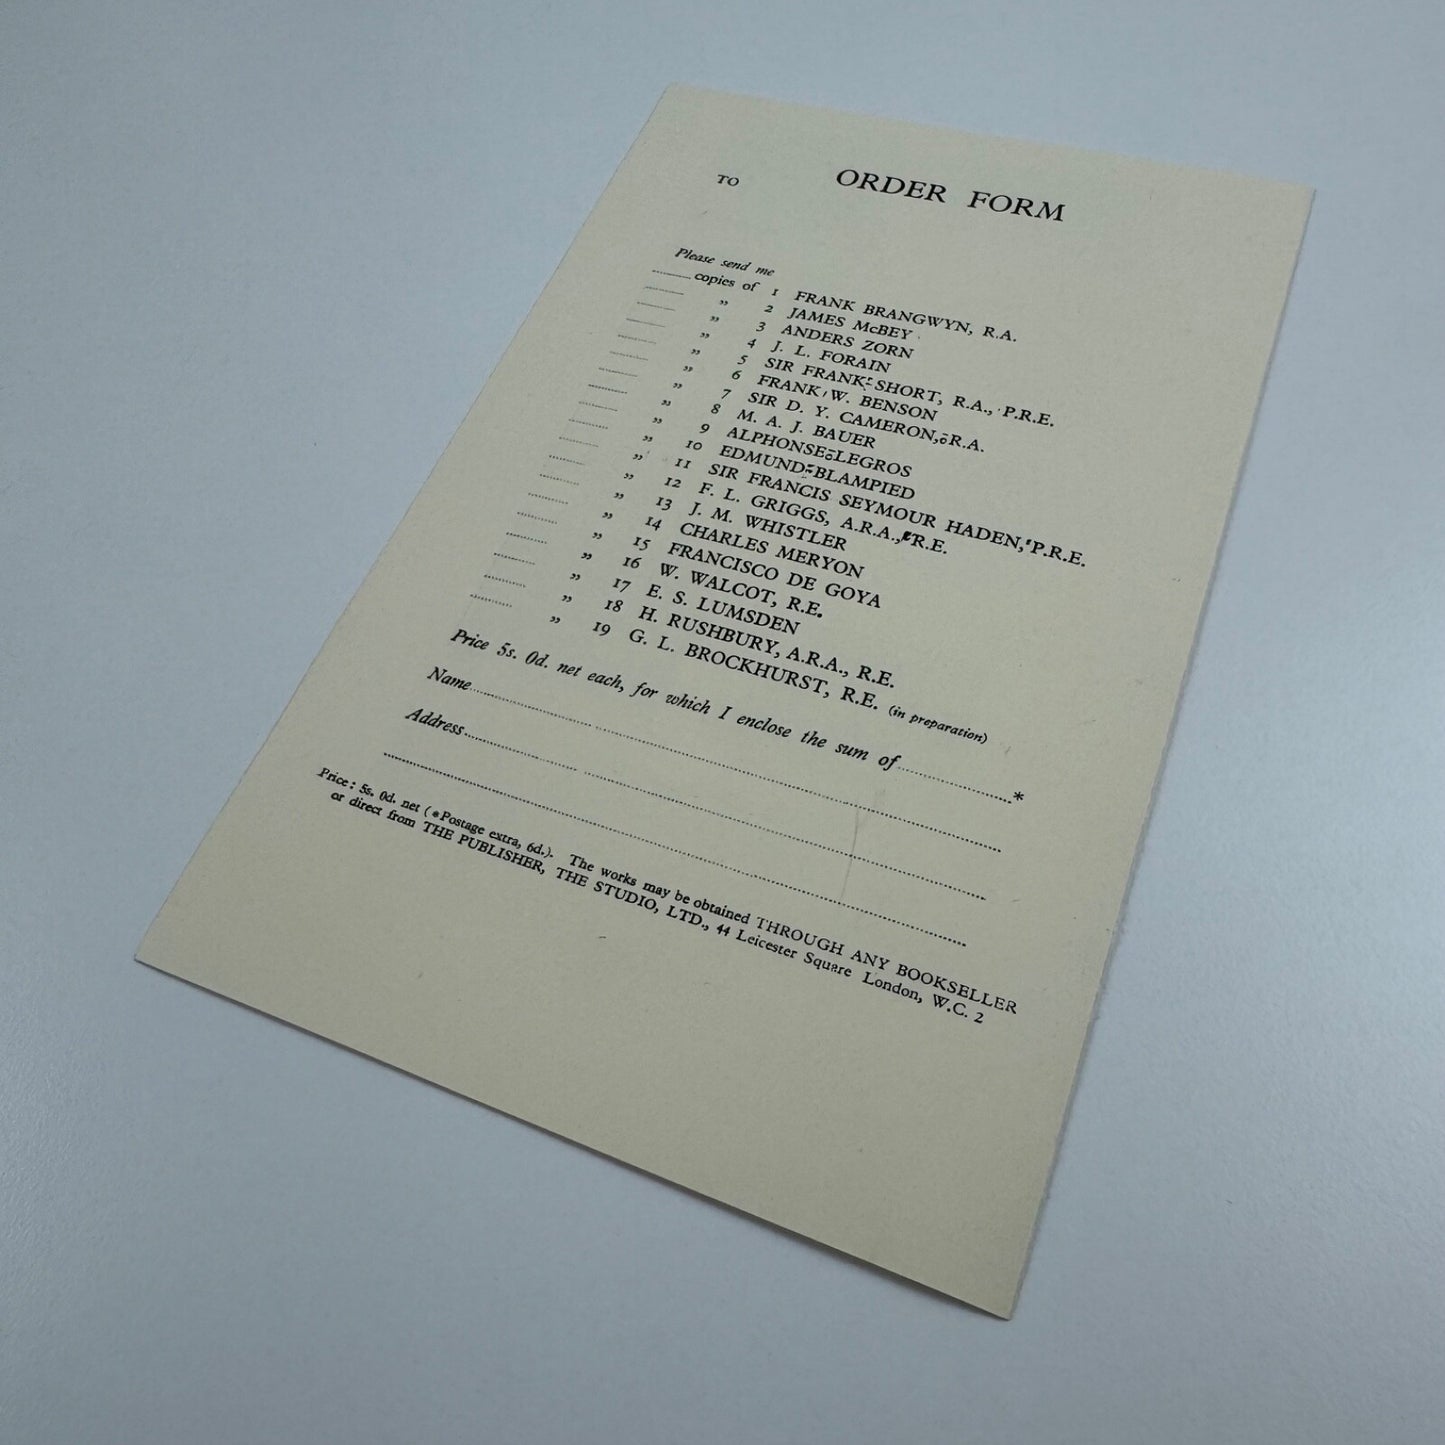 ORDER FORM
TO
Please send me
copies of 1 FRANK BRANGWYN, R.A.
" 2 JAMES McBEY
" 3 ANDERS ZORN
" 4 J. L. FORAIN
" 5 SIR FRANK SHORT, R.A., P.R.E.
" 6 FRANK W. BENSON
" 7 SIR D. Y. CAMERON, R.A.
" 8 M. A. J. BAUER
" 9 ALPHONSE LEGROS
" 10 EDMUND BLAMPIED
" 11 SIR FRANCIS SEYMOUR HADEN, P.R.E.
" 12 F. L. GRIGGS, A.R.A., R.E.
" 13 J. M. WHISTLER
" 14 CHARLES MERYON
" 15 FRANCISCO DE GOYA
" 16 W. WALCOT, R.E.
" 17 E. S. LUMSDEN
" 18 H. RUSHBURY, A.R.A., R.E.
" 19 G. L. BROCKHURST, R.E. (in preparation)
Price 5s. 0d. net each, for which I enclose the sum of *
Name
Address
Price: 5s. 0d. net (*Postage extra, 6d.). The works may be obtained THROUGH ANY BOOKSELLER
or direct from THE PUBLISHER, THE STUDIO, LTD., 44 Leicester Square London, W.C. 2